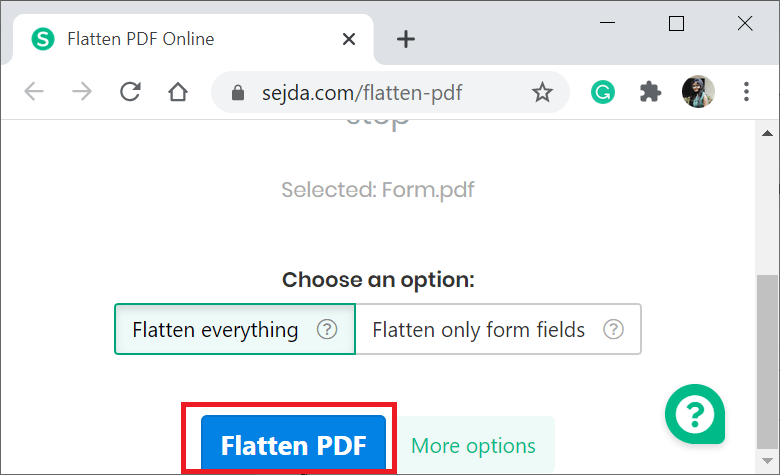 S Flatten PDF Online
sejda.com/flatten-pdf
step
Selected: Form.pdf
Choose an option:
Flatten everything ? Flatten only form fields ?
Flatten PDF More options
?